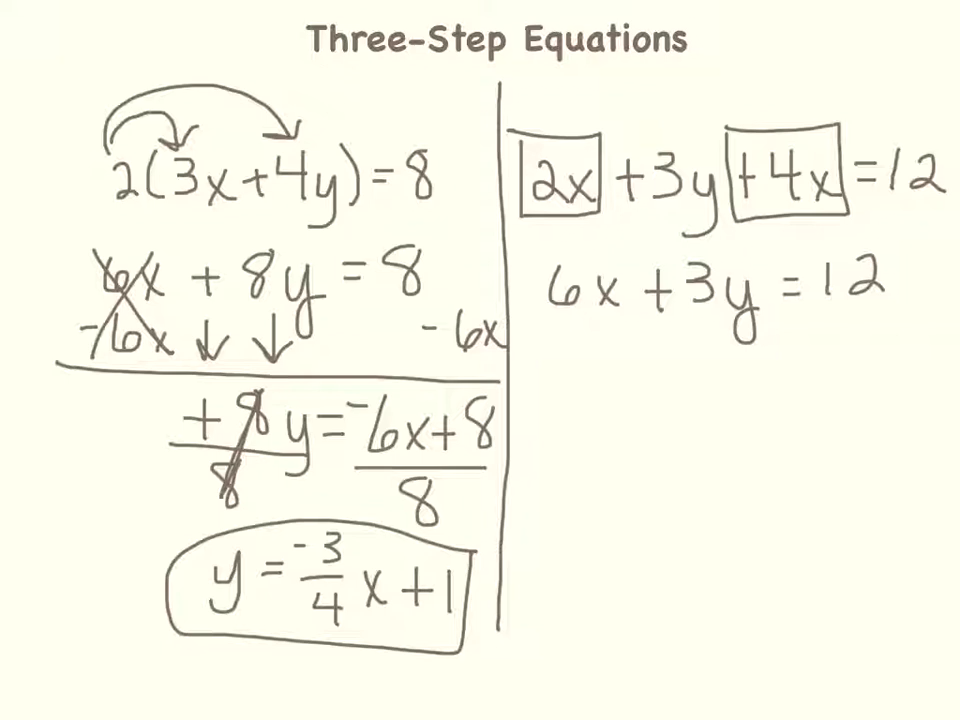 Three-Step Equations
2(3x+4y)=8
6x + 8y = 8
-6x - 6x
+ 8y = -6x+8
8 8
y = -3/4 x + 1
2x +3y +4x =12
6x + 3y = 12